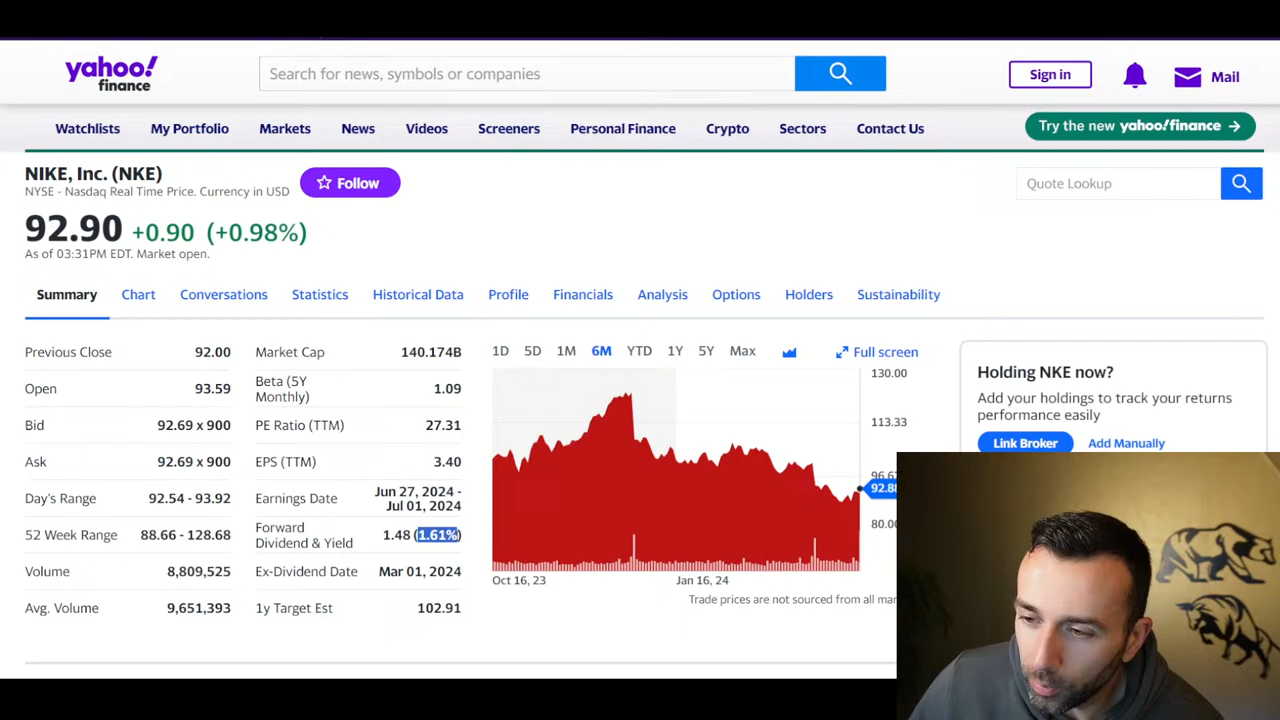 yahoo!
finance
Search for news, symbols or companies
Sign in
Mail
Watchlists
My Portfolio
Markets
News
Videos
Screeners
Personal Finance
Crypto
Sectors
Contact Us
Try the new yahoo!finance →
NIKE, Inc. (NKE)
NYSE - Nasdaq Real Time Price. Currency in USD
Follow
Quote Lookup
92.90 +0.90 (+0.98%)
As of 03:31PM EDT. Market open.
Summary
Chart
Conversations
Statistics
Historical Data
Profile
Financials
Analysis
Options
Holders
Sustainability
Previous Close 92.00
Open 93.59
Bid 92.69 x 900
Ask 92.69 x 900
Day's Range 92.54 - 93.92
52 Week Range 88.66 - 128.68
Volume 8,809,525
Avg. Volume 9,651,393
Market Cap 140.174B
Beta (5Y
Monthly) 1.09
PE Ratio (TTM) 27.31
EPS (TTM) 3.40
Earnings Date Jun 27, 2024 -
Jul 01, 2024
Forward
Dividend & Yield 1.48 (1.61%)
Ex-Dividend Date Mar 01, 2024
1y Target Est 102.91
1D 5D 1M 6M YTD 1Y 5Y Max
Full screen
130.00
113.33
96.67
92.88
80.00
Oct 16, 23
Jan 16, 24
Trade prices are not sourced from all mar
Holding NKE now?
Add your holdings to track your returns
performance easily
Link Broker
Add Manually